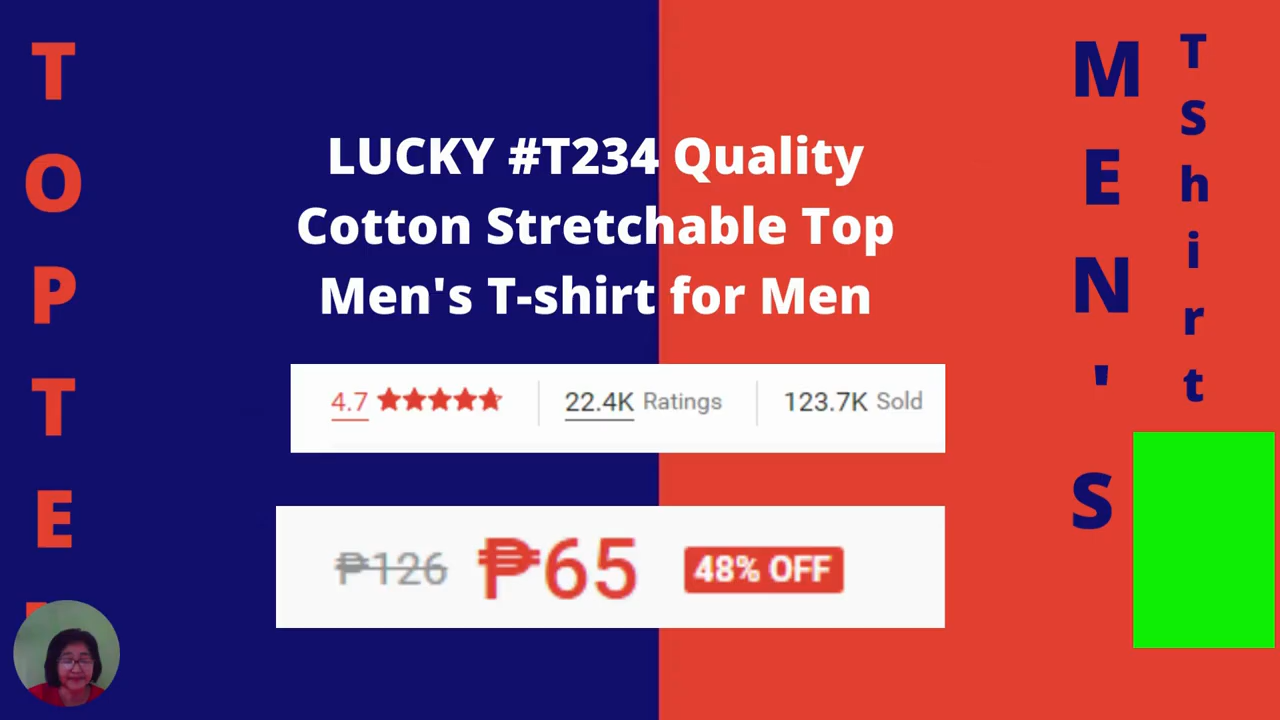 TOPTE
LUCKY #T234 Quality
Cotton Stretchable Top
Men's T-shirt for Men
4.7
22.4K Ratings
123.7K Sold
₱126 ₱65 48% OFF
MEN'S
TShirt